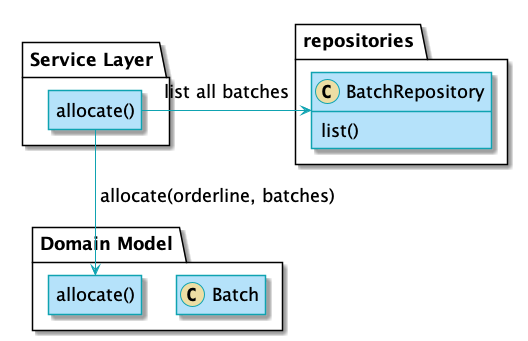 repositories
Service Layer
C BatchRepository
list all batches
allocate()
list()
allocate(orderline, batches)
Domain Model
allocate()
C Batch